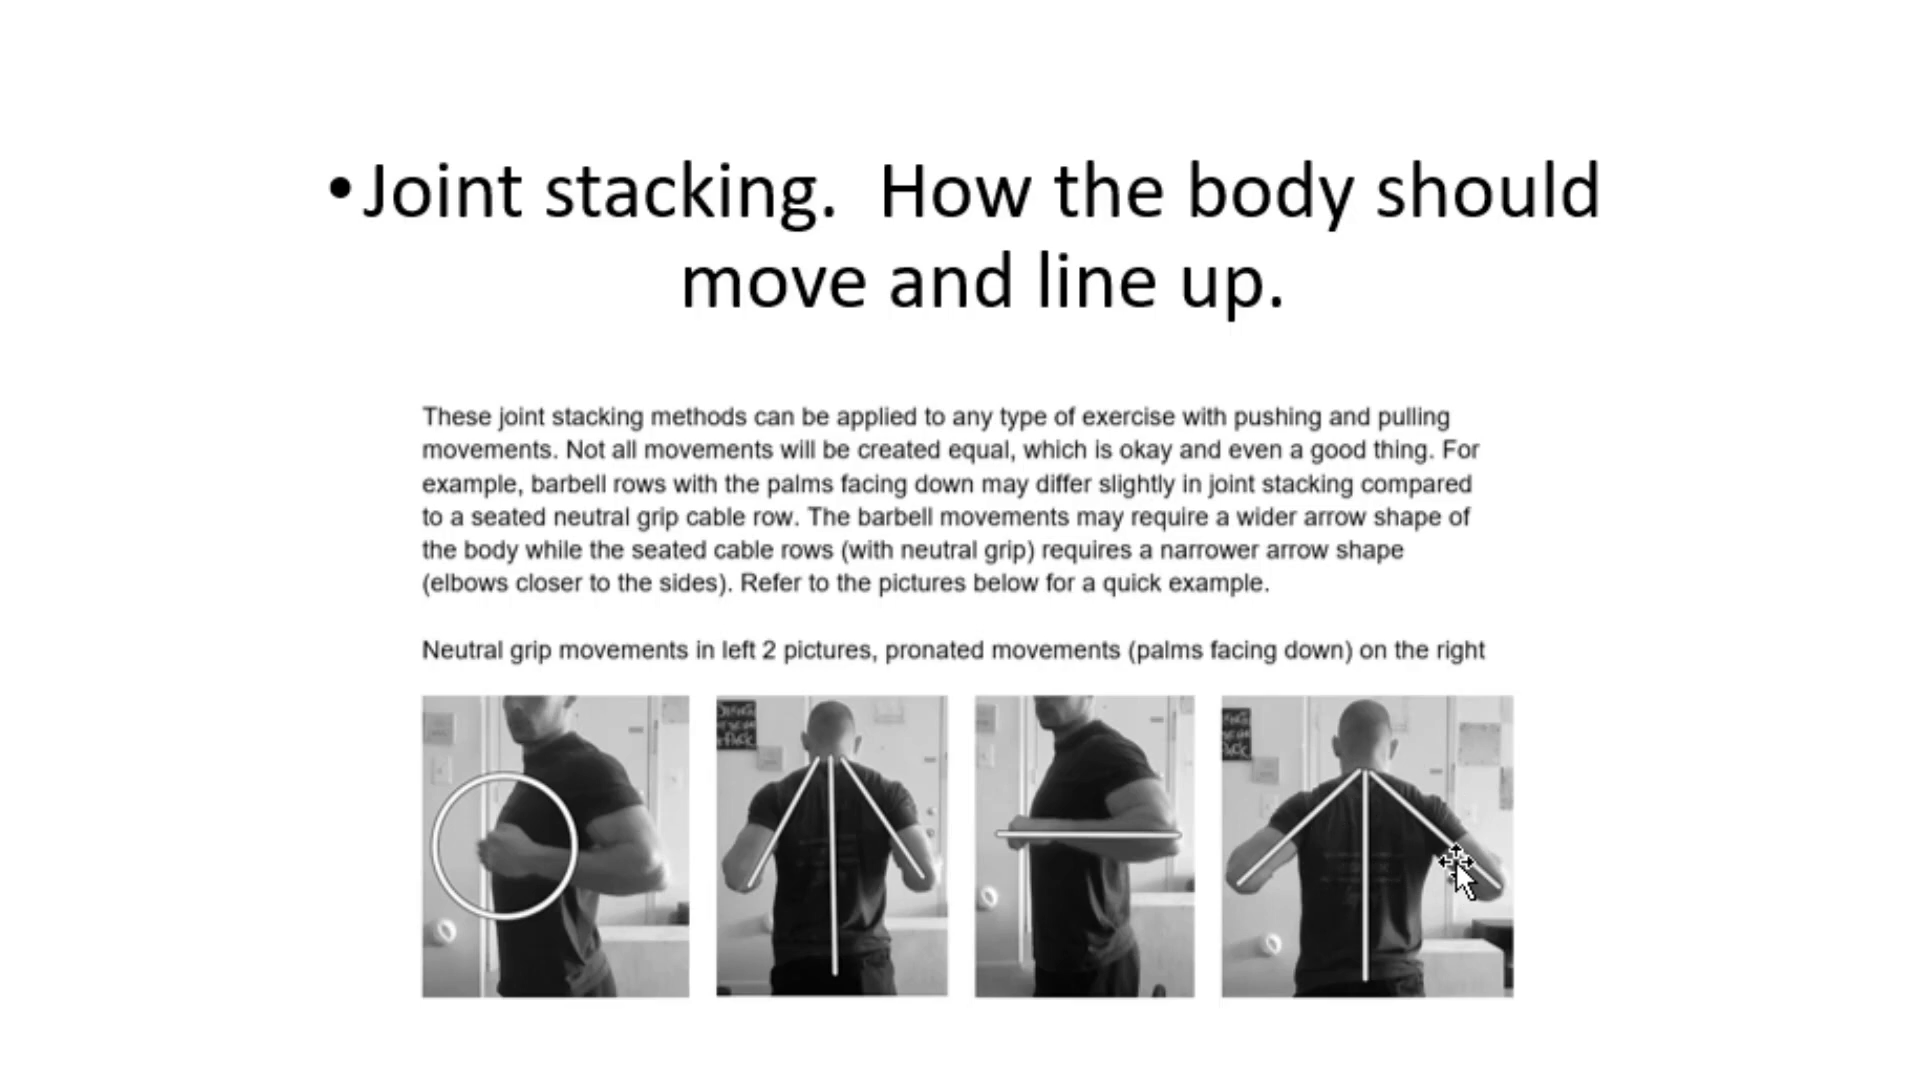 •Joint stacking.  How the body should
move and line up.
These joint stacking methods can be applied to any type of exercise with pushing and pulling
movements. Not all movements will be created equal, which is okay and even a good thing. For
example, barbell rows with the palms facing down may differ slightly in joint stacking compared
to a seated neutral grip cable row. The barbell movements may require a wider arrow shape of
the body while the seated cable rows (with neutral grip) requires a narrower arrow shape
(elbows closer to the sides). Refer to the pictures below for a quick example.
Neutral grip movements in left 2 pictures, pronated movements (palms facing down) on the right